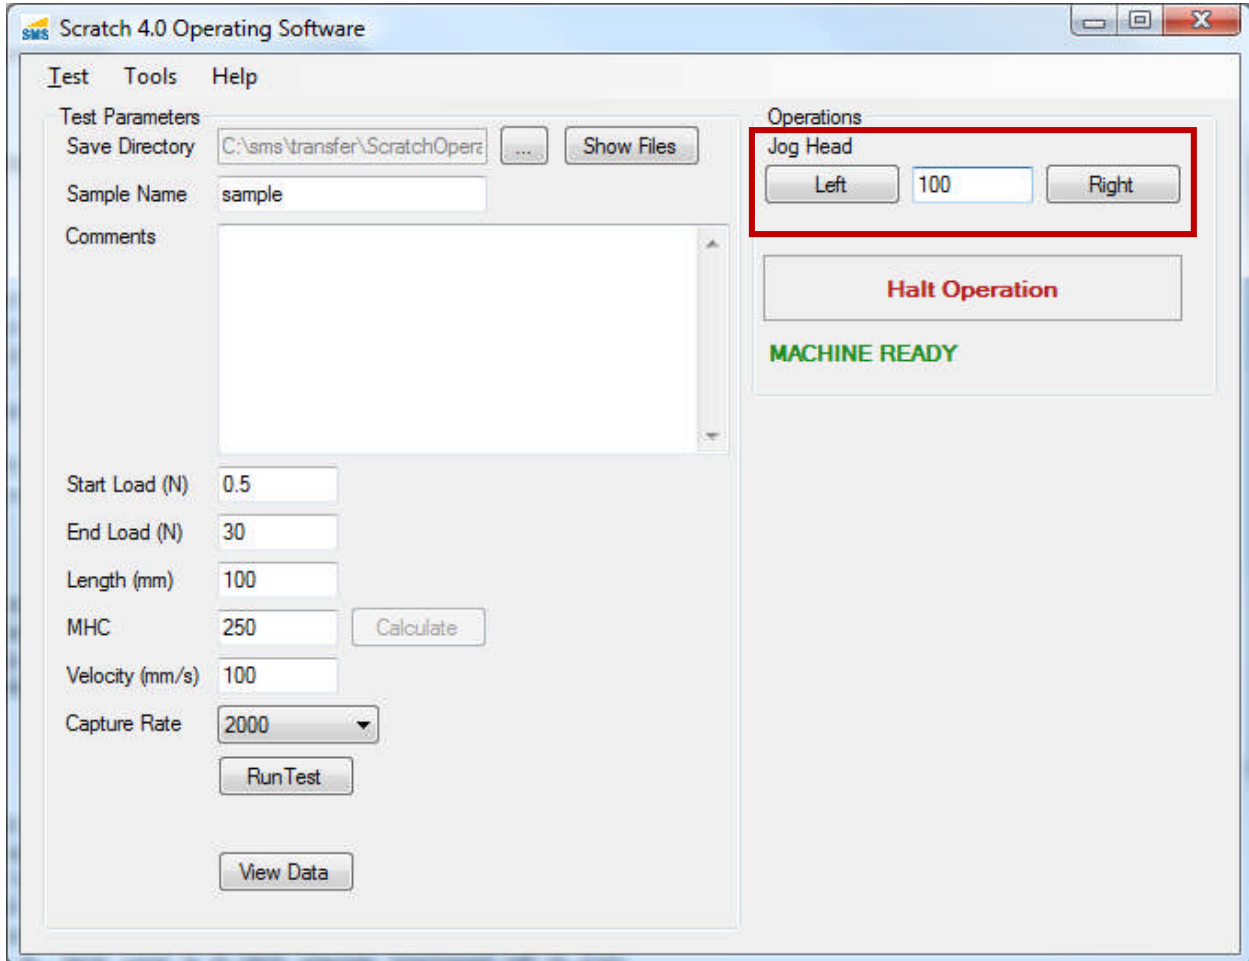 SMS Scratch 4.0 Operating Software
Test Tools Help
Test Parameters
Save Directory C:\sms\transfer\ScratchOpera ... Show Files
Sample Name sample
Comments
Start Load (N) 0.5
End Load (N) 30
Length (mm) 100
MHC 250 Calculate
Velocity (mm/s) 100
Capture Rate 2000
RunTest
View Data
Operations
Jog Head
Left 100 Right
Halt Operation
MACHINE READY